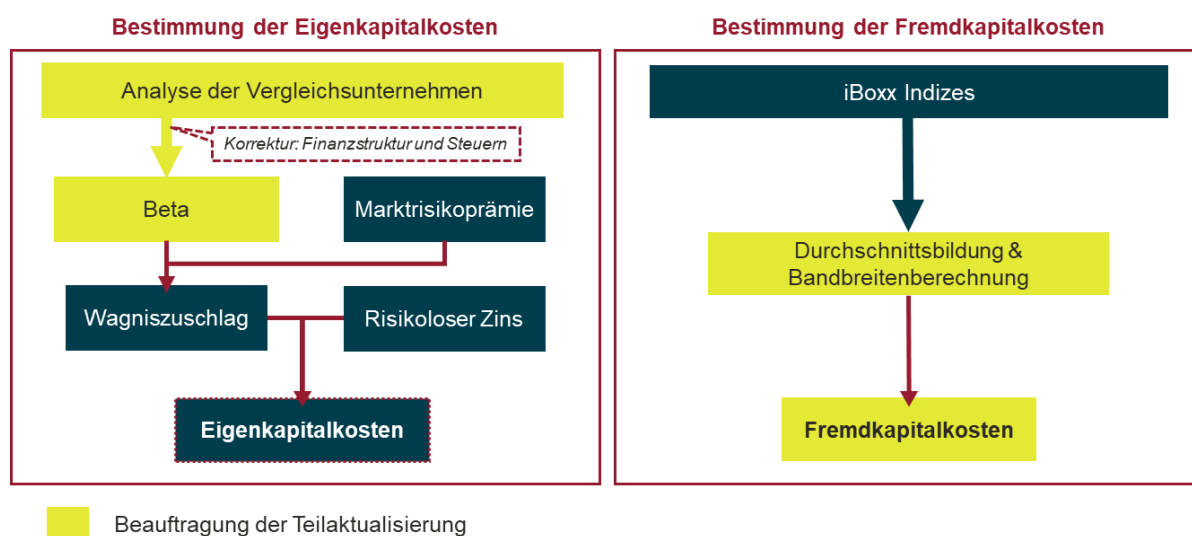 Bestimmung der Eigenkapitalkosten
Analyse der Vergleichsunternehmen
Korrektur: Finanzstruktur und Steuern
Beta
Marktrisikoprämie
Wagniszuschlag
Risikoloser Zins
Eigenkapitalkosten
Bestimmung der Fremdkapitalkosten
iBoxx Indizes
Durchschnittsbildung &
Bandbreitenberechnung
Fremdkapitalkosten
Beauftragung der Teilaktualisierung